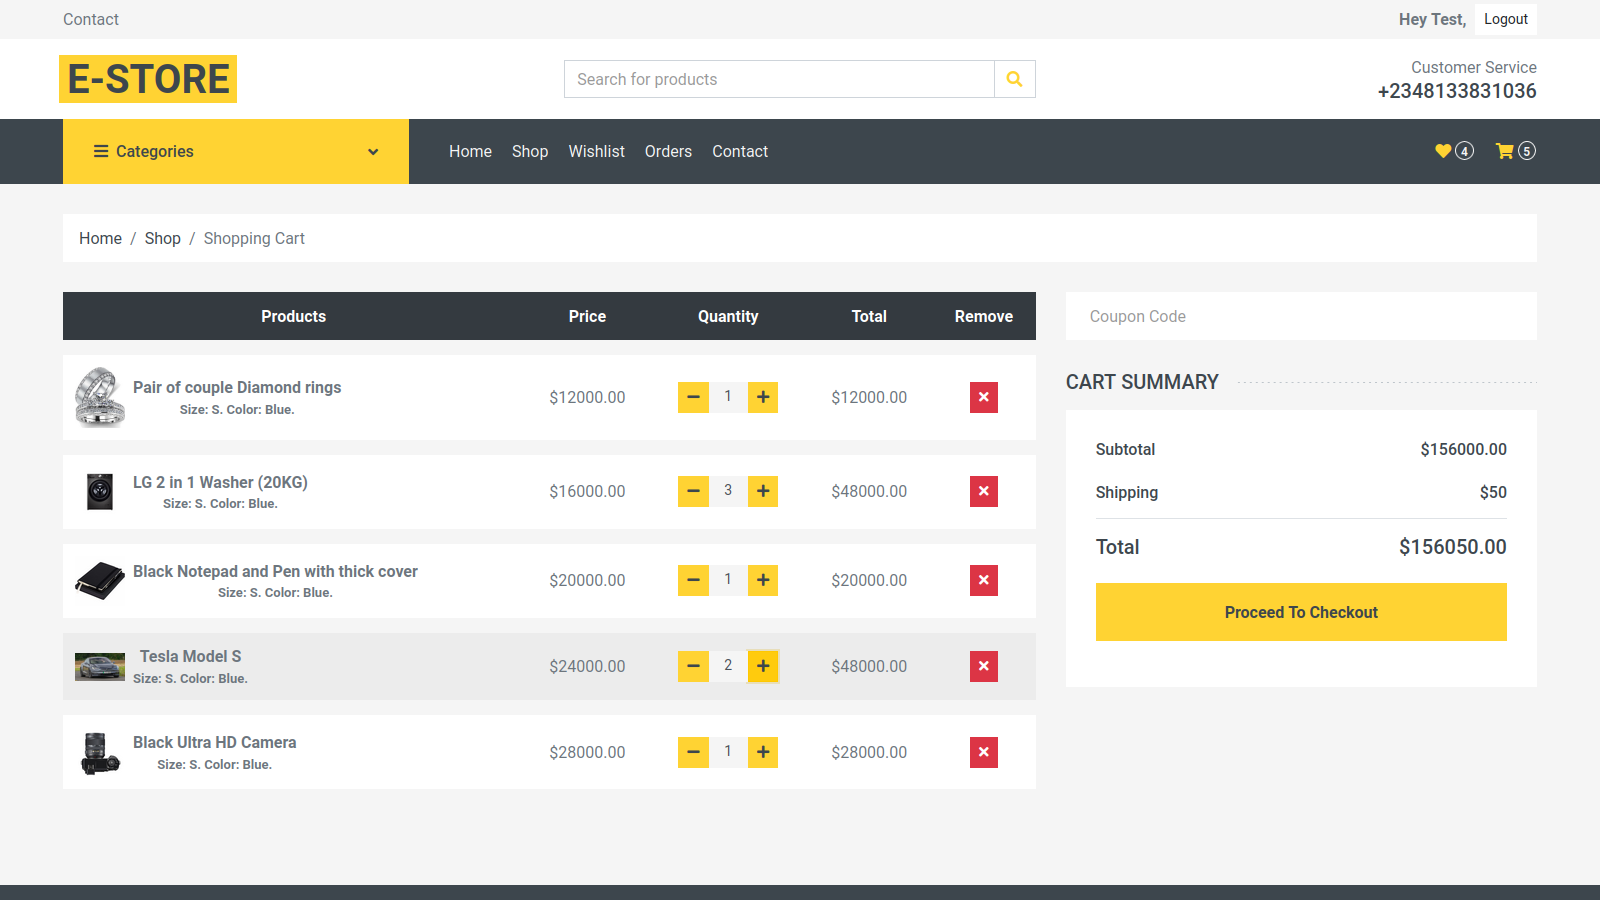 Contact
Hey Test, Logout
E-STORE
Search for products
Customer Service
+2348133831036
Categories
Home Shop Wishlist Orders Contact
4 5
Home / Shop / Shopping Cart
Products Price Quantity Total Remove
Pair of couple Diamond rings
Size: S. Color: Blue.
$12000.00 1 $12000.00
LG 2 in 1 Washer (20KG)
Size: S. Color: Blue.
$16000.00 3 $48000.00
Black Notepad and Pen with thick cover
Size: S. Color: Blue.
$20000.00 1 $20000.00
Tesla Model S
Size: S. Color: Blue.
$24000.00 2 $48000.00
Black Ultra HD Camera
Size: S. Color: Blue.
$28000.00 1 $28000.00
Coupon Code
CART SUMMARY
Subtotal $156000.00
Shipping $50
Total $156050.00
Proceed To Checkout